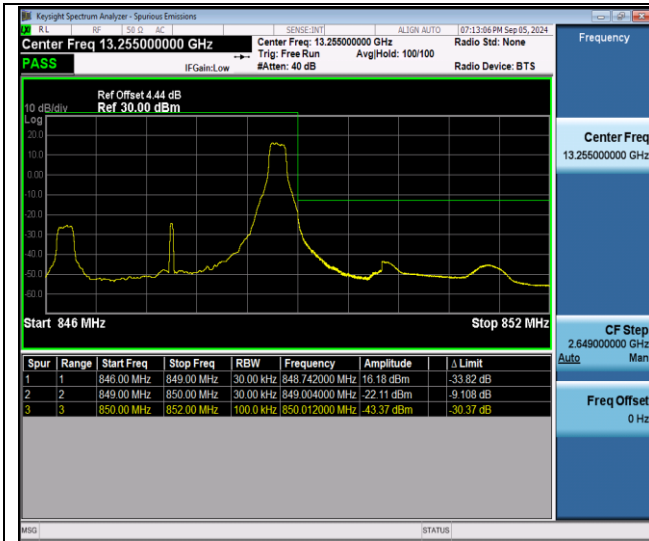 Keysight Spectrum Analyzer - Spurious Emissions
RL RF 50 Ω AC SENSE:INT ALIGN AUTO 07:13:06 PM Sep 05, 2024
Center Freq 13.255000000 GHz
Center Freq: 13.255000000 GHz
Radio Std: None
Trig: Free Run Avg|Hold: 100/100
PASS IFGain:Low #Atten: 40 dB Radio Device: BTS
Ref Offset 4.44 dB
10 dB/div Ref 30.00 dBm
Log
20.0
10.0
0.00
-10.0
-20.0
-30.0
-40.0
-50.0
-60.0
Start 846 MHz Stop 852 MHz
Spur Range Start Freq Stop Freq RBW Frequency Amplitude Δ Limit
1 1 846.00 MHz 849.00 MHz 30.00 kHz 848.742000 MHz 16.18 dBm -33.82 dB
2 2 849.00 MHz 850.00 MHz 30.00 kHz 849.004000 MHz -22.11 dBm -9.108 dB
3 3 850.00 MHz 852.00 MHz 100.0 kHz 850.012000 MHz -43.37 dBm -30.37 dB
MSG STATUS
Frequency
Center Freq
13.255000000 GHz
CF Step
2.649000000 GHz
Auto Man
Freq Offset
0 Hz